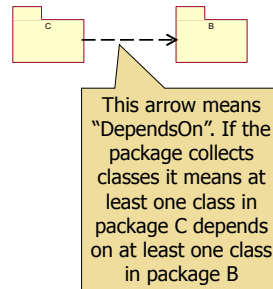 C
B
This arrow means
“DependsOn”. If the
package collects
classes it means at
least one class in
package C depends
on at least one class
in package B